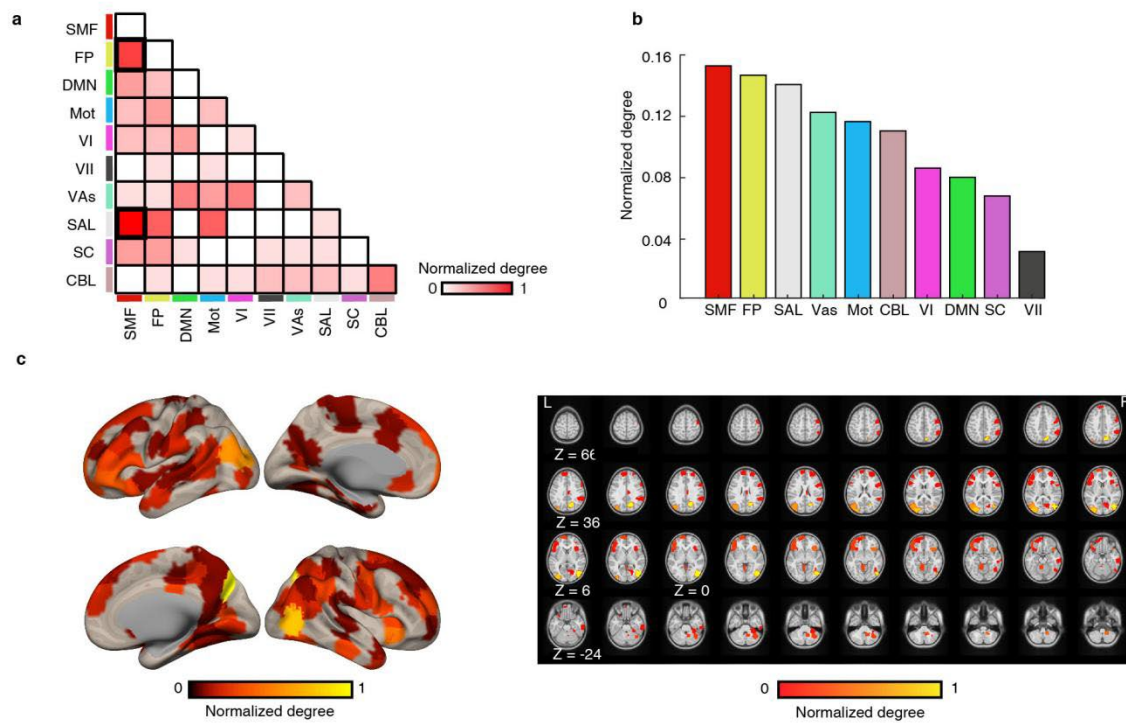 a
SMF
FP
DMN
Mot
VI
VII
VAs
SAL
SC
CBL
SMF
FP
DMN
Mot
VI
VII
VAs
SAL
SC
CBL
Normalized degree
0 1
b
Normalized degree
0.16
0.12
0.08
0.04
0
SMF FP SAL Vas Mot CBL VI DMN SC VII
c
0 1
Normalized degree
L
Z = 66
Z = 36
Z = 6 Z = 0
Z = -24
0 1
Normalized degree